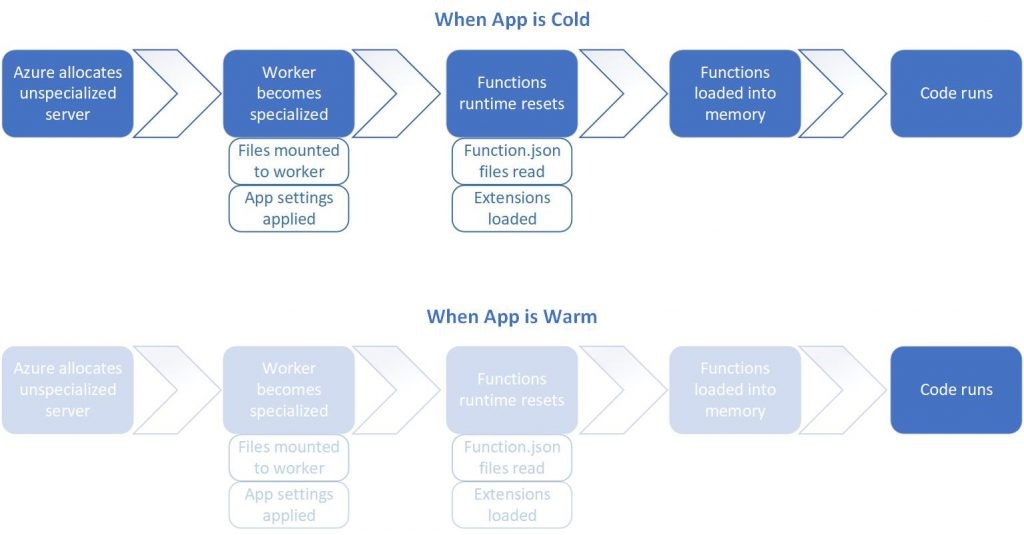 When App is Cold
Azure allocates
unspecialized
server
Worker
becomes
specialized
Files mounted
to worker
App settings
applied
Functions
runtime resets
Function.json
files read
Extensions
loaded
Functions
loaded into
memory
Code runs
When App is Warm
Azure allocates
unspecialized
server
Worker
becomes
specialized
Files mounted
to worker
App settings
applied
Functions
runtime resets
Function.json
files read
Extensions
loaded
Functions
loaded into
memory
Code runs